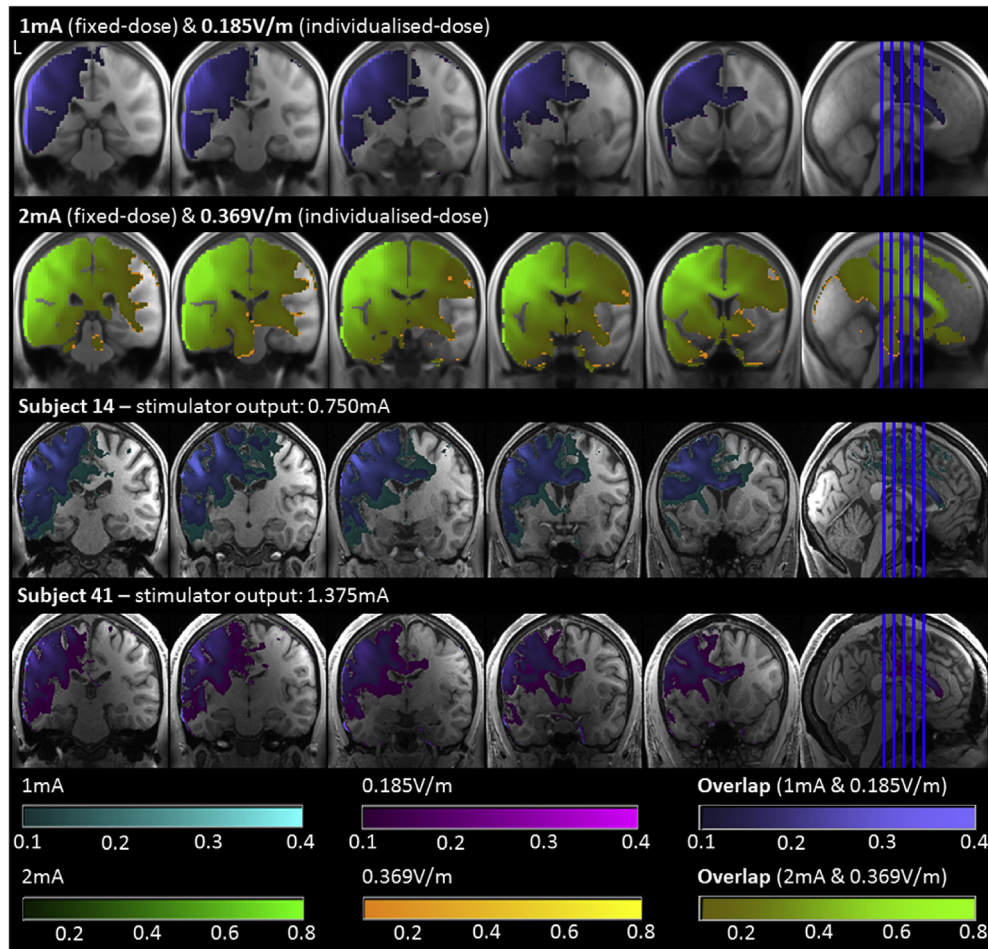 1mA (fixed-dose) & 0.185V/m (individualised-dose)
L
2mA (fixed-dose) & 0.369V/m (individualised-dose)
Subject 14 – stimulator output: 0.750mA
Subject 41 – stimulator output: 1.375mA
1mA 0.185V/m Overlap (1mA & 0.185V/m)
0.1 0.2 0.3 0.4 0.1 0.2 0.3 0.4 0.1 0.2 0.3 0.4
2mA 0.369V/m Overlap (2mA & 0.369V/m)
0.2 0.4 0.6 0.8 0.2 0.4 0.6 0.8 0.2 0.4 0.6 0.8